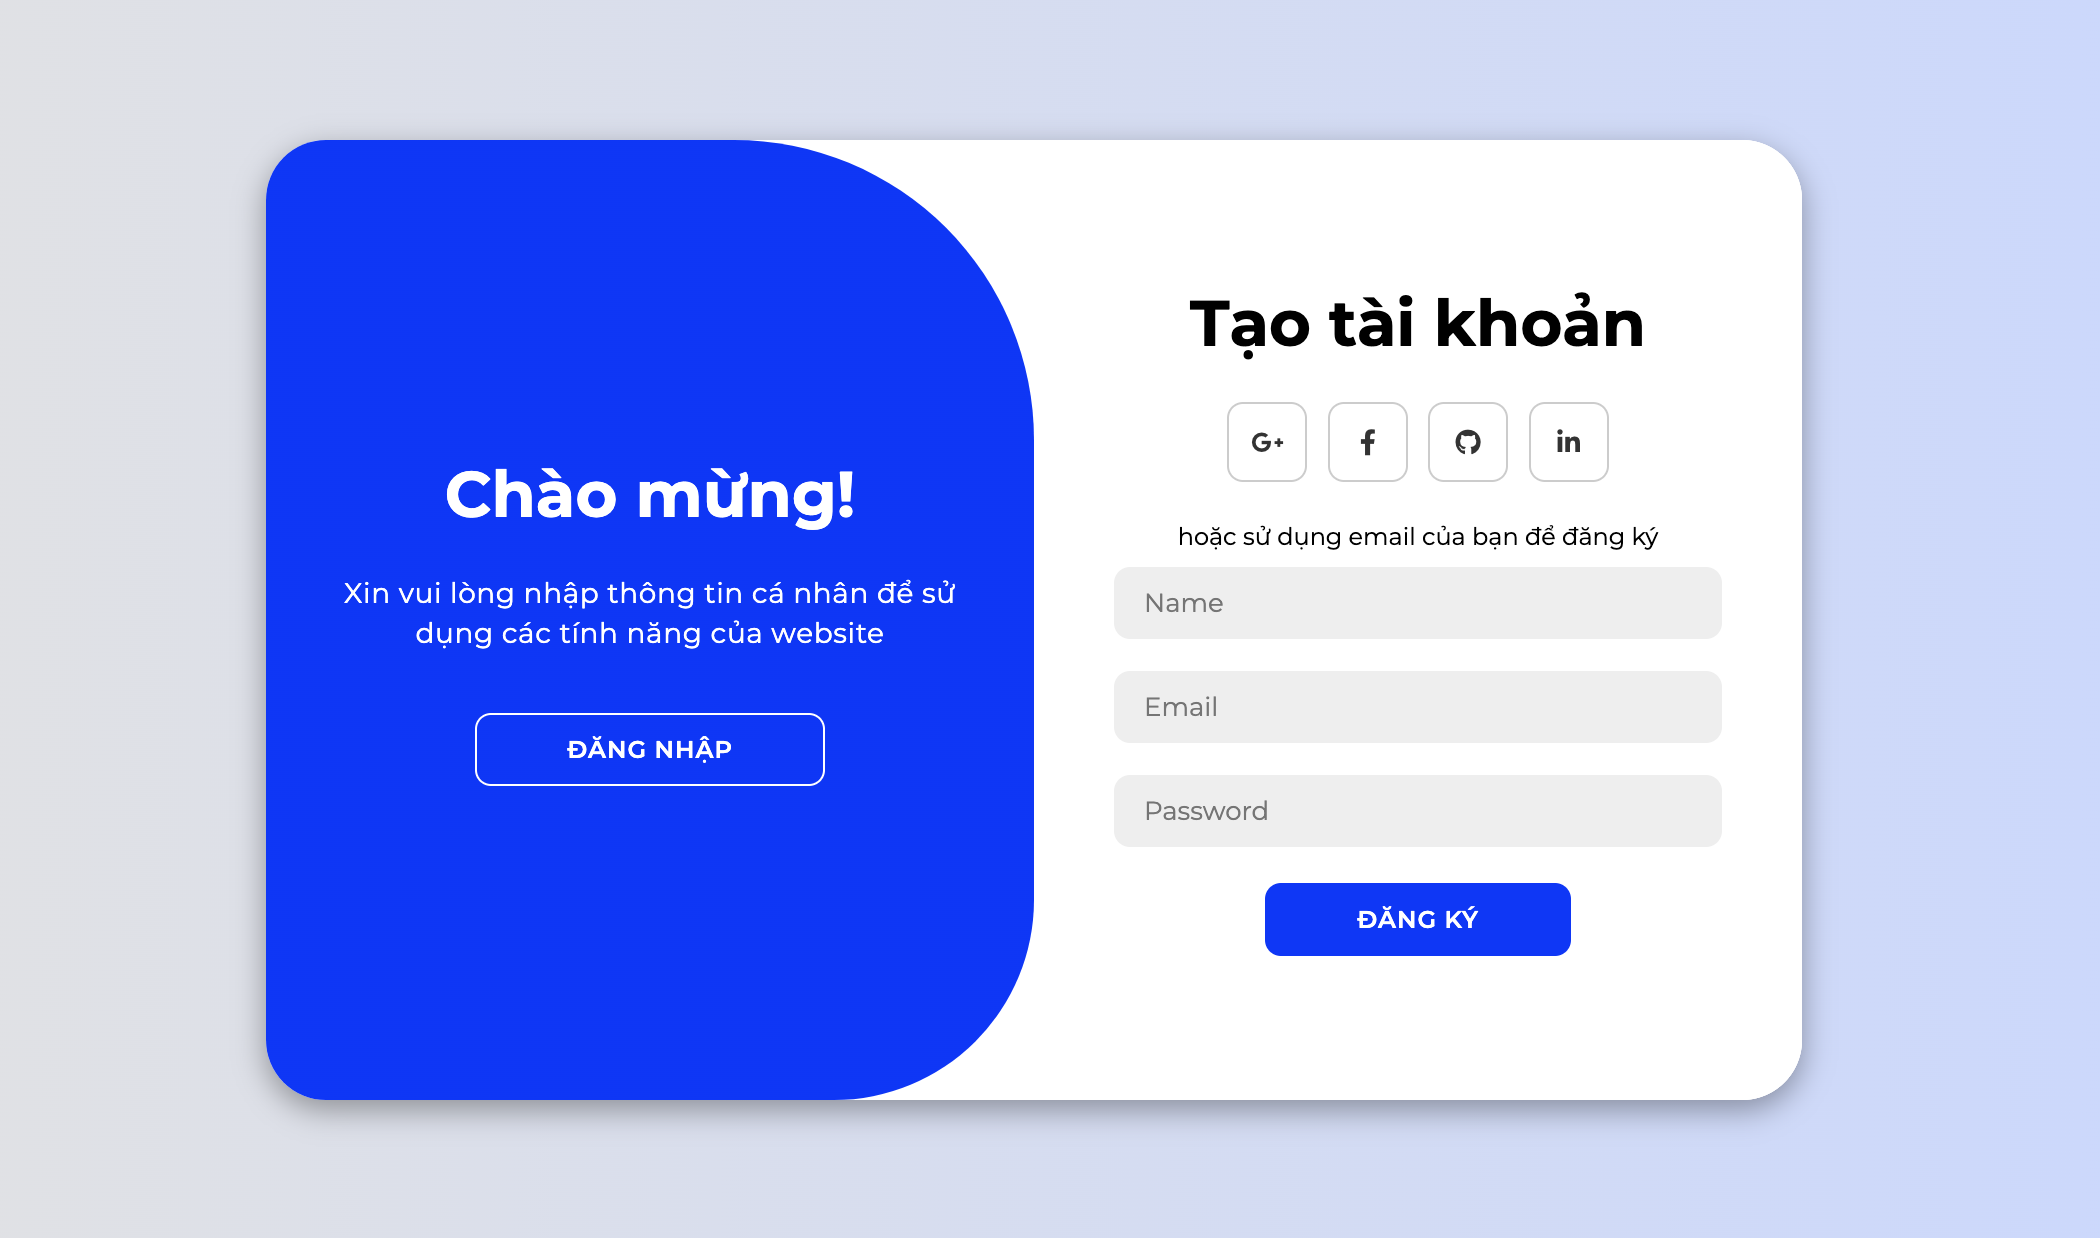 Chào mừng!
Xin vui lòng nhập thông tin cá nhân để sử
dụng các tính năng của website
ĐĂNG NHẬP
Tạo tài khoản
G+
f
in
hoặc sử dụng email của bạn để đăng ký
Name
Email
Password
ĐĂNG KÝ